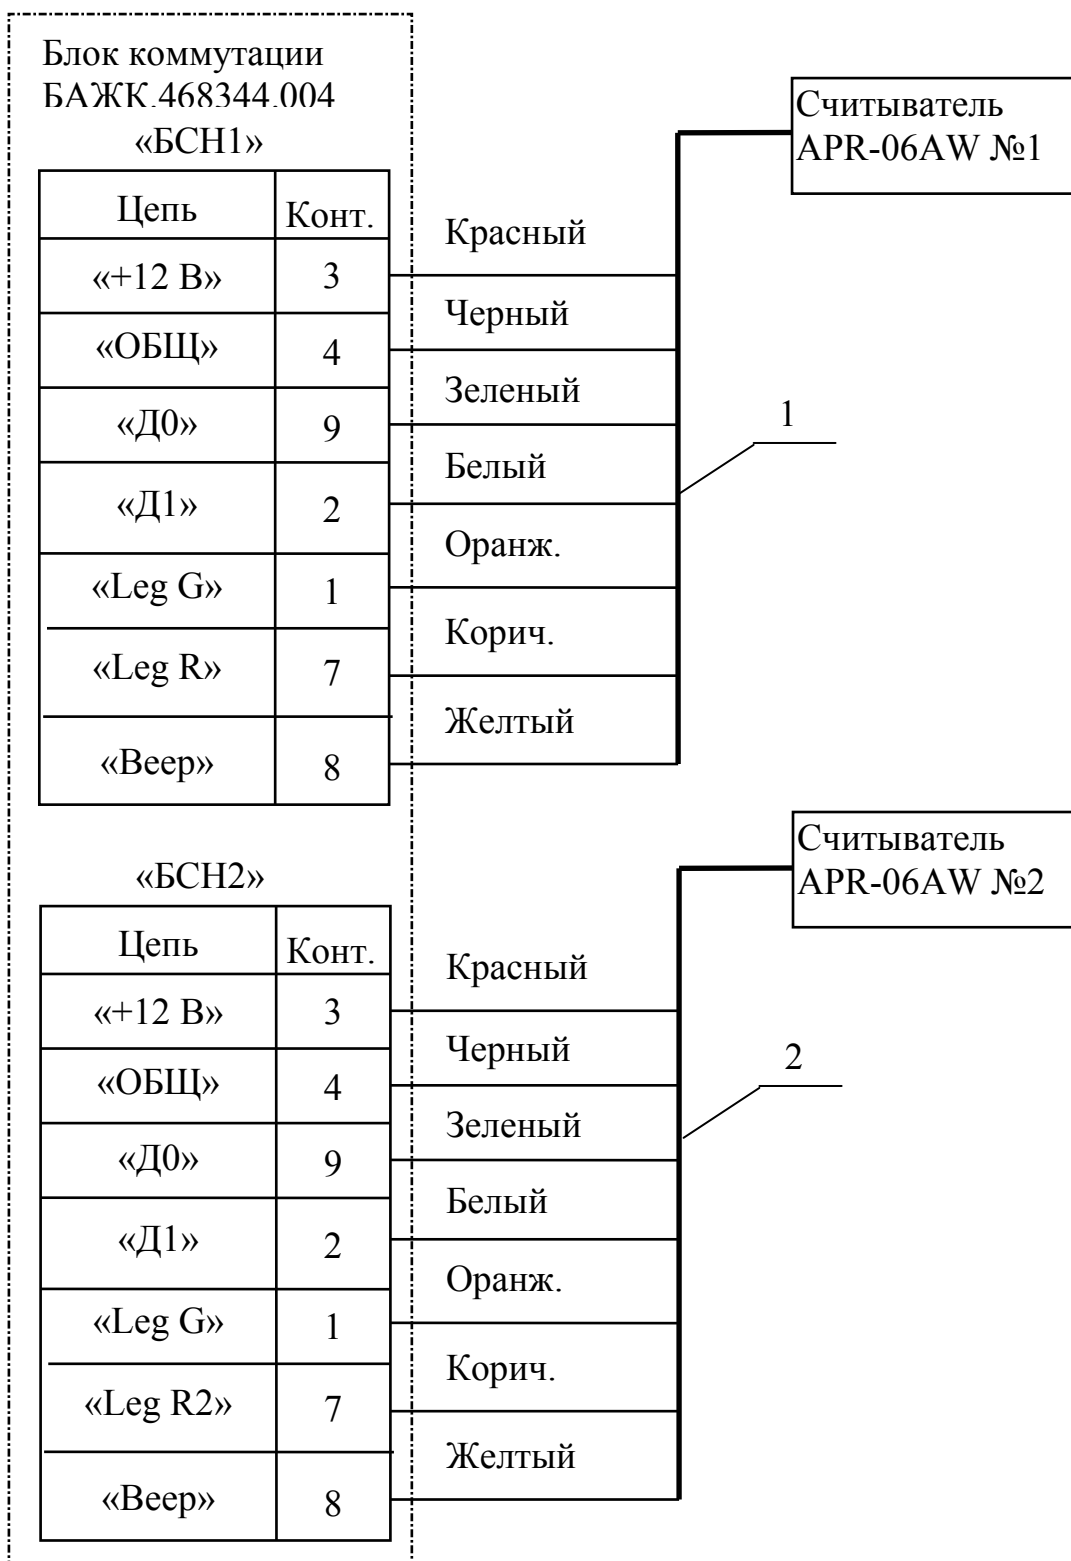 Блок коммутации
БАЖК.468344.004
«БСН1»
Цепь Конт.
«+12 В» 3
«ОБЩ» 4
«Д0» 9
«Д1» 2
«Leg G» 1
«Leg R» 7
«Beep» 8
Красный
Черный
Зеленый
Белый
Оранж.
Корич.
Желтый
1
Считыватель
APR-06AW №1
«БСН2»
Цепь Конт.
«+12 В» 3
«ОБЩ» 4
«Д0» 9
«Д1» 2
«Leg G» 1
«Leg R2» 7
«Beep» 8
Красный
Черный
Зеленый
Белый
Оранж.
Корич.
Желтый
2
Считыватель
APR-06AW №2